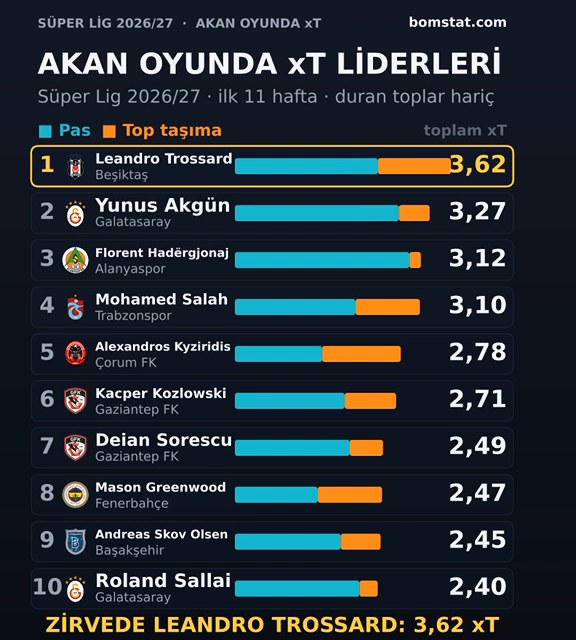 SÜPER LİG 2026/27 · AKAN OYUNDA xT
bomstat.com
AKAN OYUNDA xT LİDERLERİ
Süper Lig 2026/27 · ilk 11 hafta · duran toplar hariç
Pas Top taşıma toplam xT
1 Leandro Trossard 3,62
Beşiktaş
2 Yunus Akgün 3,27
Galatasaray
3 Florent Hadërgjonaj 3,12
Alanyaspor
4 Mohamed Salah 3,10
Trabzonspor
5 Alexandros Kyziridis 2,78
Çorum FK
6 Kacper Kozlowski 2,71
Gaziantep FK
7 Deian Sorescu 2,49
Gaziantep FK
8 Mason Greenwood 2,47
Fenerbahçe
9 Andreas Skov Olsen 2,45
Başakşehir
10 Roland Sallai 2,40
Galatasaray
ZİRVEDE LEANDRO TROSSARD: 3,62 xT